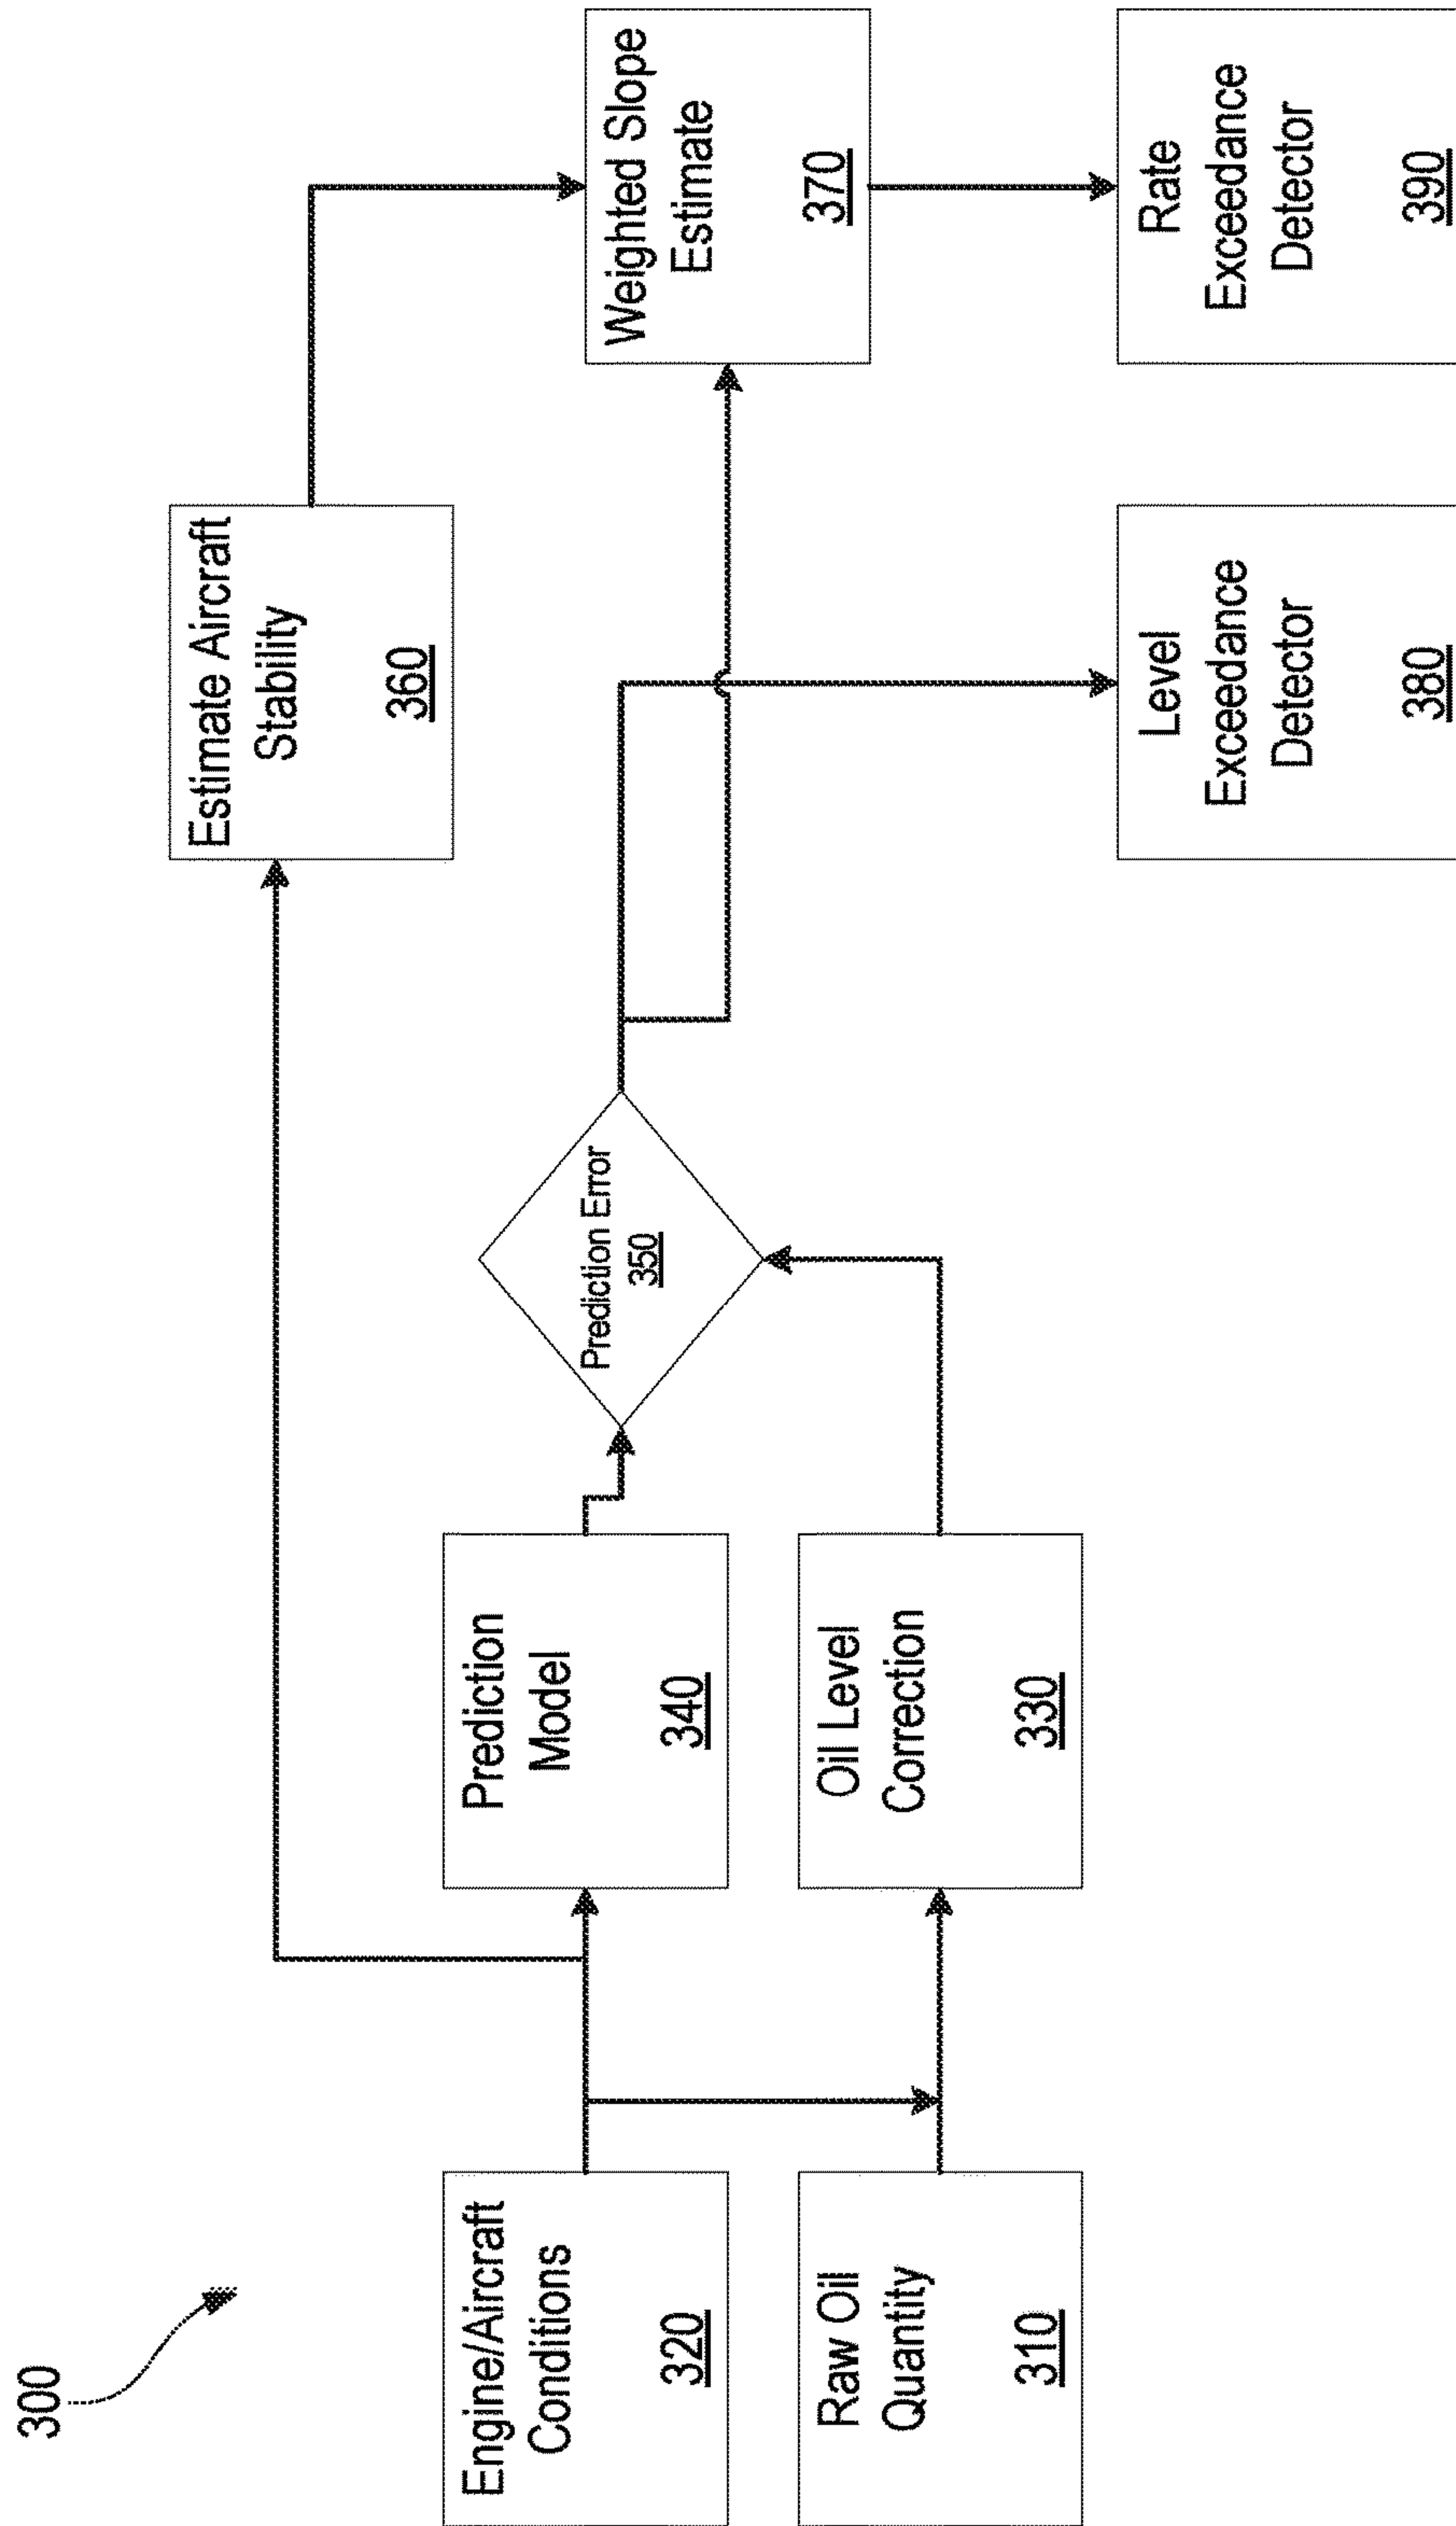 300
Engine/Aircraft
Conditions
320
Raw Oil
Quantity
310
Prediction
Model
340
Oil Level
Correction
330
Prediction Error
350
Estimate Aircraft
Stability
360
Weighted Slope
Estimate
370
Level
Exceedance
Detector
380
Rate
Exceedance
Detector
390